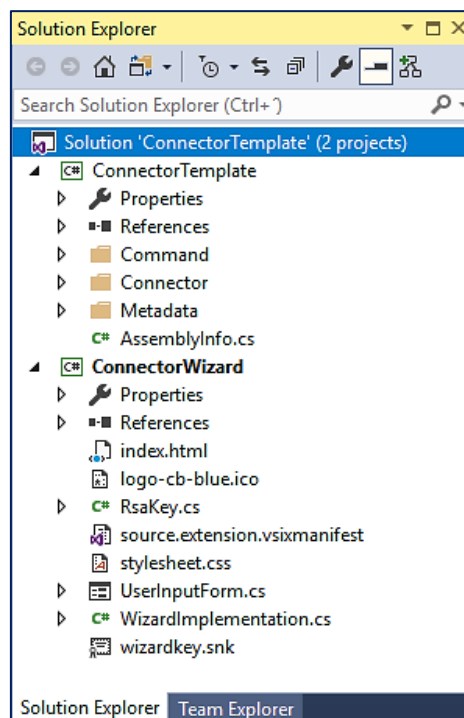 Solution Explorer
Search Solution Explorer (Ctrl+´)
Solution 'ConnectorTemplate' (2 projects)
C# ConnectorTemplate
Properties
References
Command
Connector
Metadata
C# AssemblyInfo.cs
C# ConnectorWizard
Properties
References
index.html
logo-cb-blue.ico
C# RsaKey.cs
source.extension.vsixmanifest
stylesheet.css
UserInputForm.cs
C# WizardImplementation.cs
wizardkey.snk
Solution Explorer Team Explorer